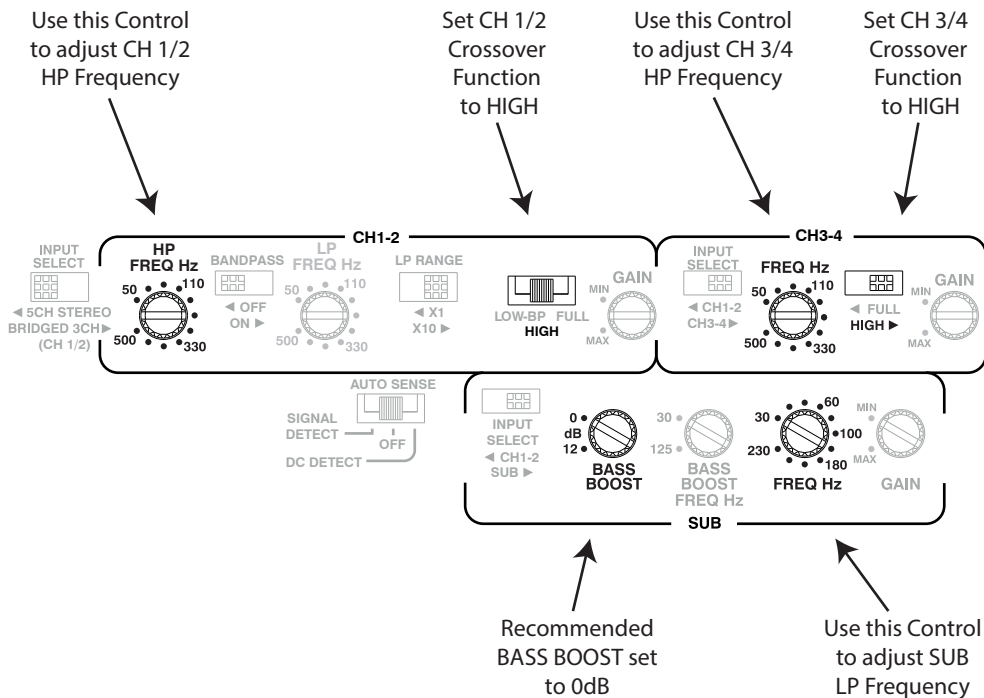 Use this Control
to adjust CH 1/2
HP Frequency
Set CH 1/2
Crossover
Function
to HIGH
Use this Control
to adjust CH 3/4
HP Frequency
Set CH 3/4
Crossover
Function
to HIGH
CH1-2
INPUT
SELECT
◄ 5CH STEREO
BRIDGED 3CH►
(CH 1/2)
HP
FREQ Hz
50 110
500 330
BANDPASS
◄ OFF
ON ►
LP
FREQ Hz
50 110
500 330
LP RANGE
◄ X1
X10 ►
LOW-BP FULL
HIGH
GAIN
MIN
MAX
CH3-4
INPUT
SELECT
◄ CH1-2
CH3-4►
FREQ Hz
50 110
500 330
◄ FULL
HIGH ►
GAIN
MIN
MAX
AUTO SENSE
SIGNAL
DETECT
OFF
DC DETECT
INPUT
SELECT
◄ CH1-2
SUB ►
0
dB
12
BASS
BOOST
30
125
BASS
BOOST
FREQ Hz
60
30
100
230
180
FREQ Hz
MIN
MAX
GAIN
SUB
Recommended
BASS BOOST set
to 0dB
Use this Control
to adjust SUB
LP Frequency